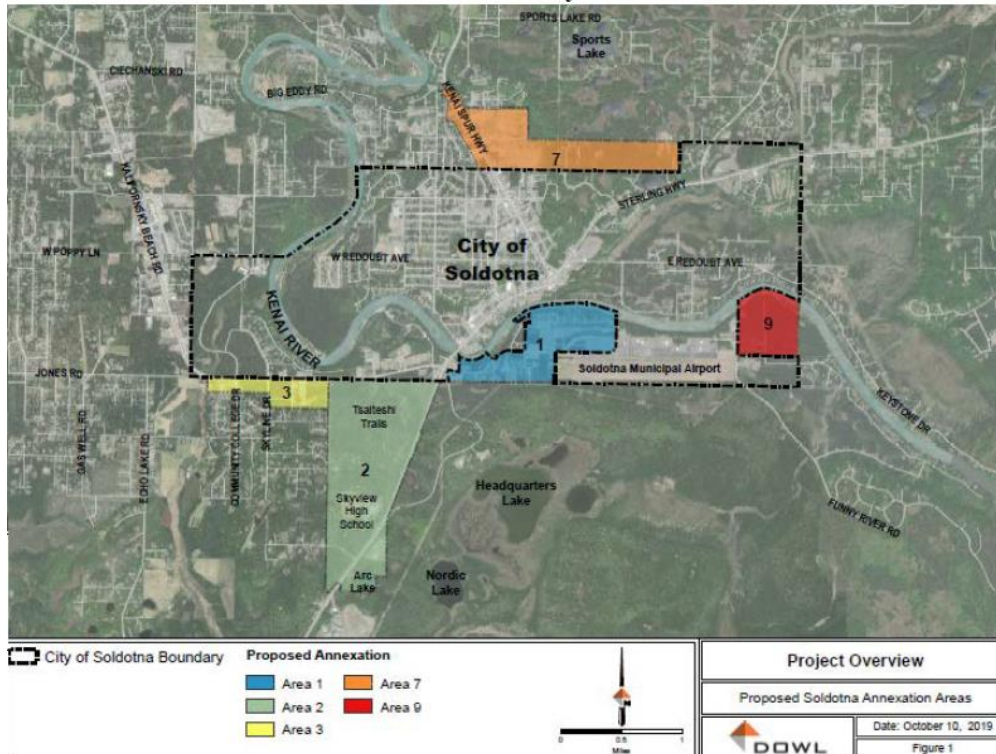 SPORTS LAKE RD
Sports
Lake
CIECHANSKI RD
BIG EDDY RD
KENAI SPUR HWY
7
STERLING HWY
KALIFORNSKY BEACH RD
W POPPY LN
W REDOUBT AVE
City of
Soldotna
E REDOUBT AVE
KENAI RIVER
9
1
Soldotna Municipal Airport
JONES RD
3
Tsalteshi
Trails
KEYSTONE DR
GAS WELL RD
ECHO LAKE RD
COMMUNITY COLLEGE DR
SKYLINE DR
2
Skyview
High
School
Headquarters
Lake
FUNNY RIVER RD
Arc
Lake
Nordic
Lake
City of Soldotna Boundary
Proposed Annexation
Area 1
Area 7
Area 2
Area 9
Area 3
N
0 0.5 1
Miles
Project Overview
Proposed Soldotna Annexation Areas
DOWL
Date: October 10, 2019
Figure 1